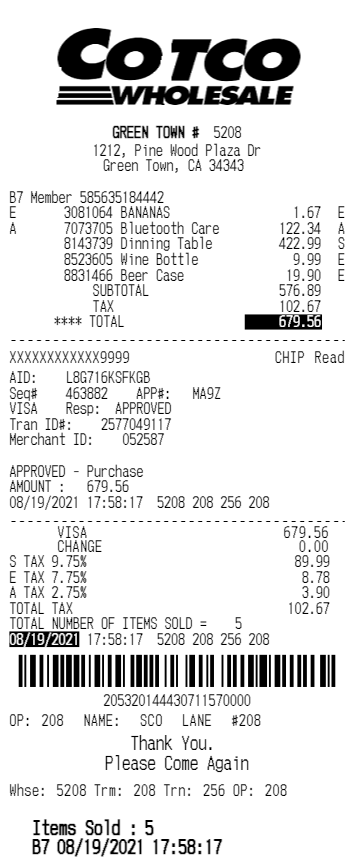 COTCO
WHOLESALE
GREEN TOWN # 5208
1212, Pine Wood Plaza Dr
Green Town, CA 34343
B7 Member 585635184442
E 3081064 BANANAS 1.67 E
A 7073705 Bluetooth Care 122.34 A
8143739 Dinning Table 422.99 S
8523605 Wine Bottle 9.99 E
8831466 Beer Case 19.90 E
SUBTOTAL 576.89
TAX 102.67
**** TOTAL 679.56
XXXXXXXXXXXX9999 CHIP Read
AID: L8G716KSFKGB
Seq# 463882 APP#: MA9Z
VISA Resp: APPROVED
Tran ID#: 2577049117
Merchant ID: 052587
APPROVED - Purchase
AMOUNT : 679.56
08/19/2021 17:58:17 5208 208 256 208
VISA 679.56
CHANGE 0.00
S TAX 9.75% 89.99
E TAX 7.75% 8.78
A TAX 2.75% 3.90
TOTAL TAX 102.67
TOTAL NUMBER OF ITEMS SOLD = 5
08/19/2021 17:58:17 5208 208 256 208
205320144430711570000
OP: 208 NAME: SCO LANE #208
Thank You.
Please Come Again
Whse: 5208 Trm: 208 Trn: 256 OP: 208
Items Sold : 5
B7 08/19/2021 17:58:17